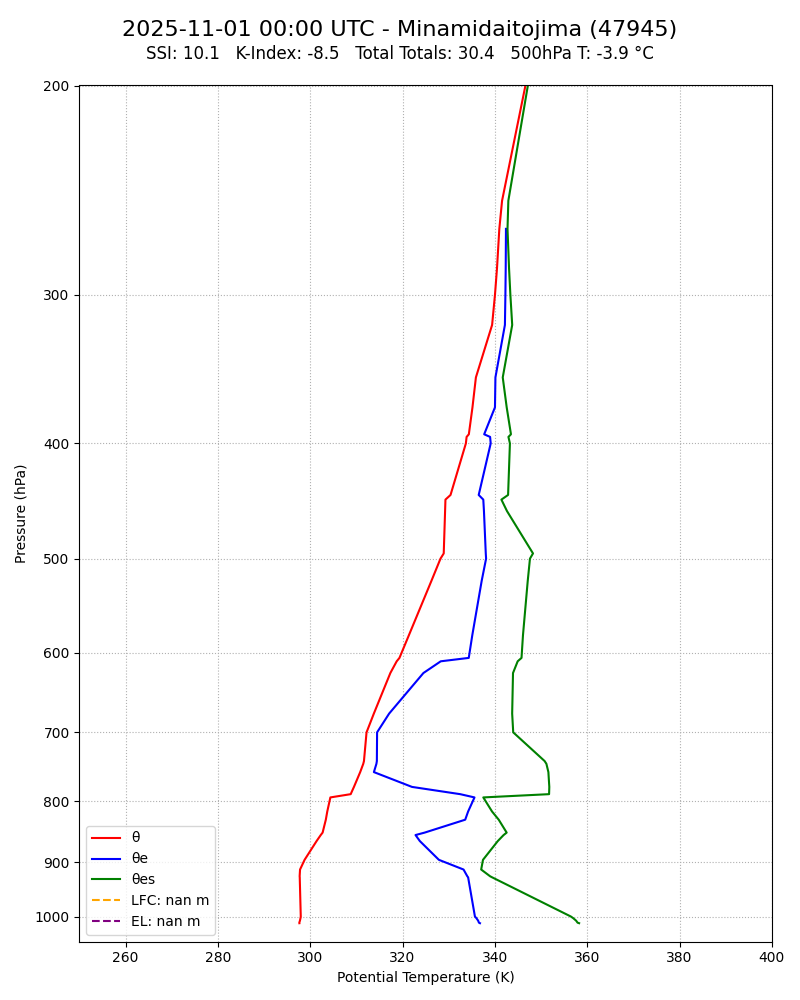 2025-11-01 00:00 UTC - Minamidaitojima (47945)
SSI: 10.1 K-Index: -8.5 Total Totals: 30.4 500hPa T: -3.9 °C
200
300
400
500
600
700
800
900
1000
Pressure (hPa)
θ
θe
θes
LFC: nan m
EL: nan m
260 280 300 320 340 360 380 400
Potential Temperature (K)